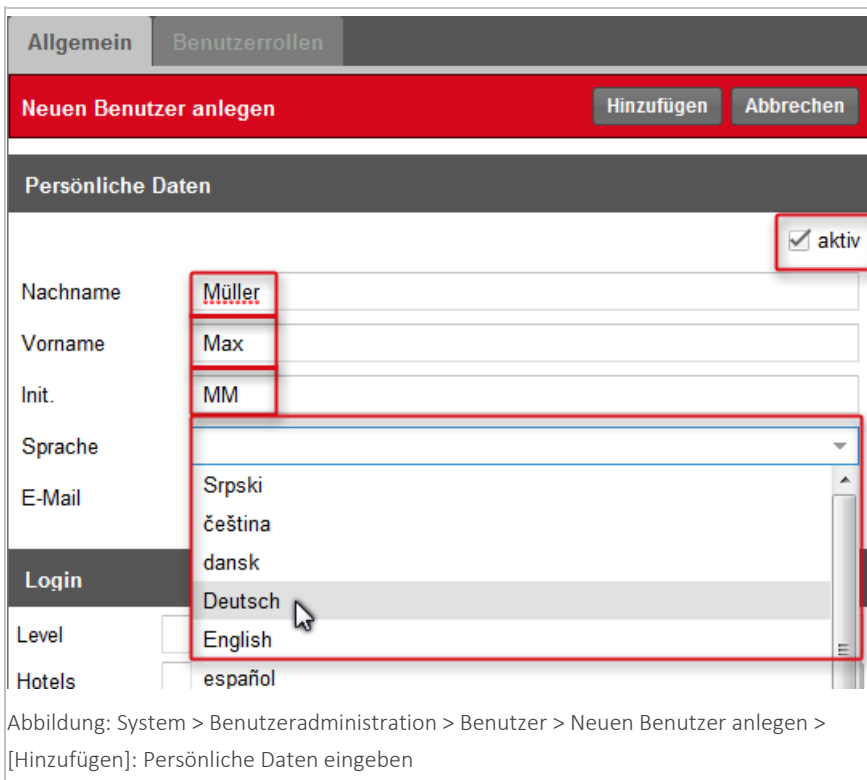 Allgemein Benutzerrollen
Neuen Benutzer anlegen Hinzufügen Abbrechen
Persönliche Daten
aktiv
Nachname Müller
Vorname Max
Init. MM
Sprache
Srpski
E-Mail
čeština
dansk
Login
Deutsch
Level
English
Hotels español
Abbildung: System > Benutzeradministration > Benutzer > Neuen Benutzer anlegen >
[Hinzufügen]: Persönliche Daten eingeben